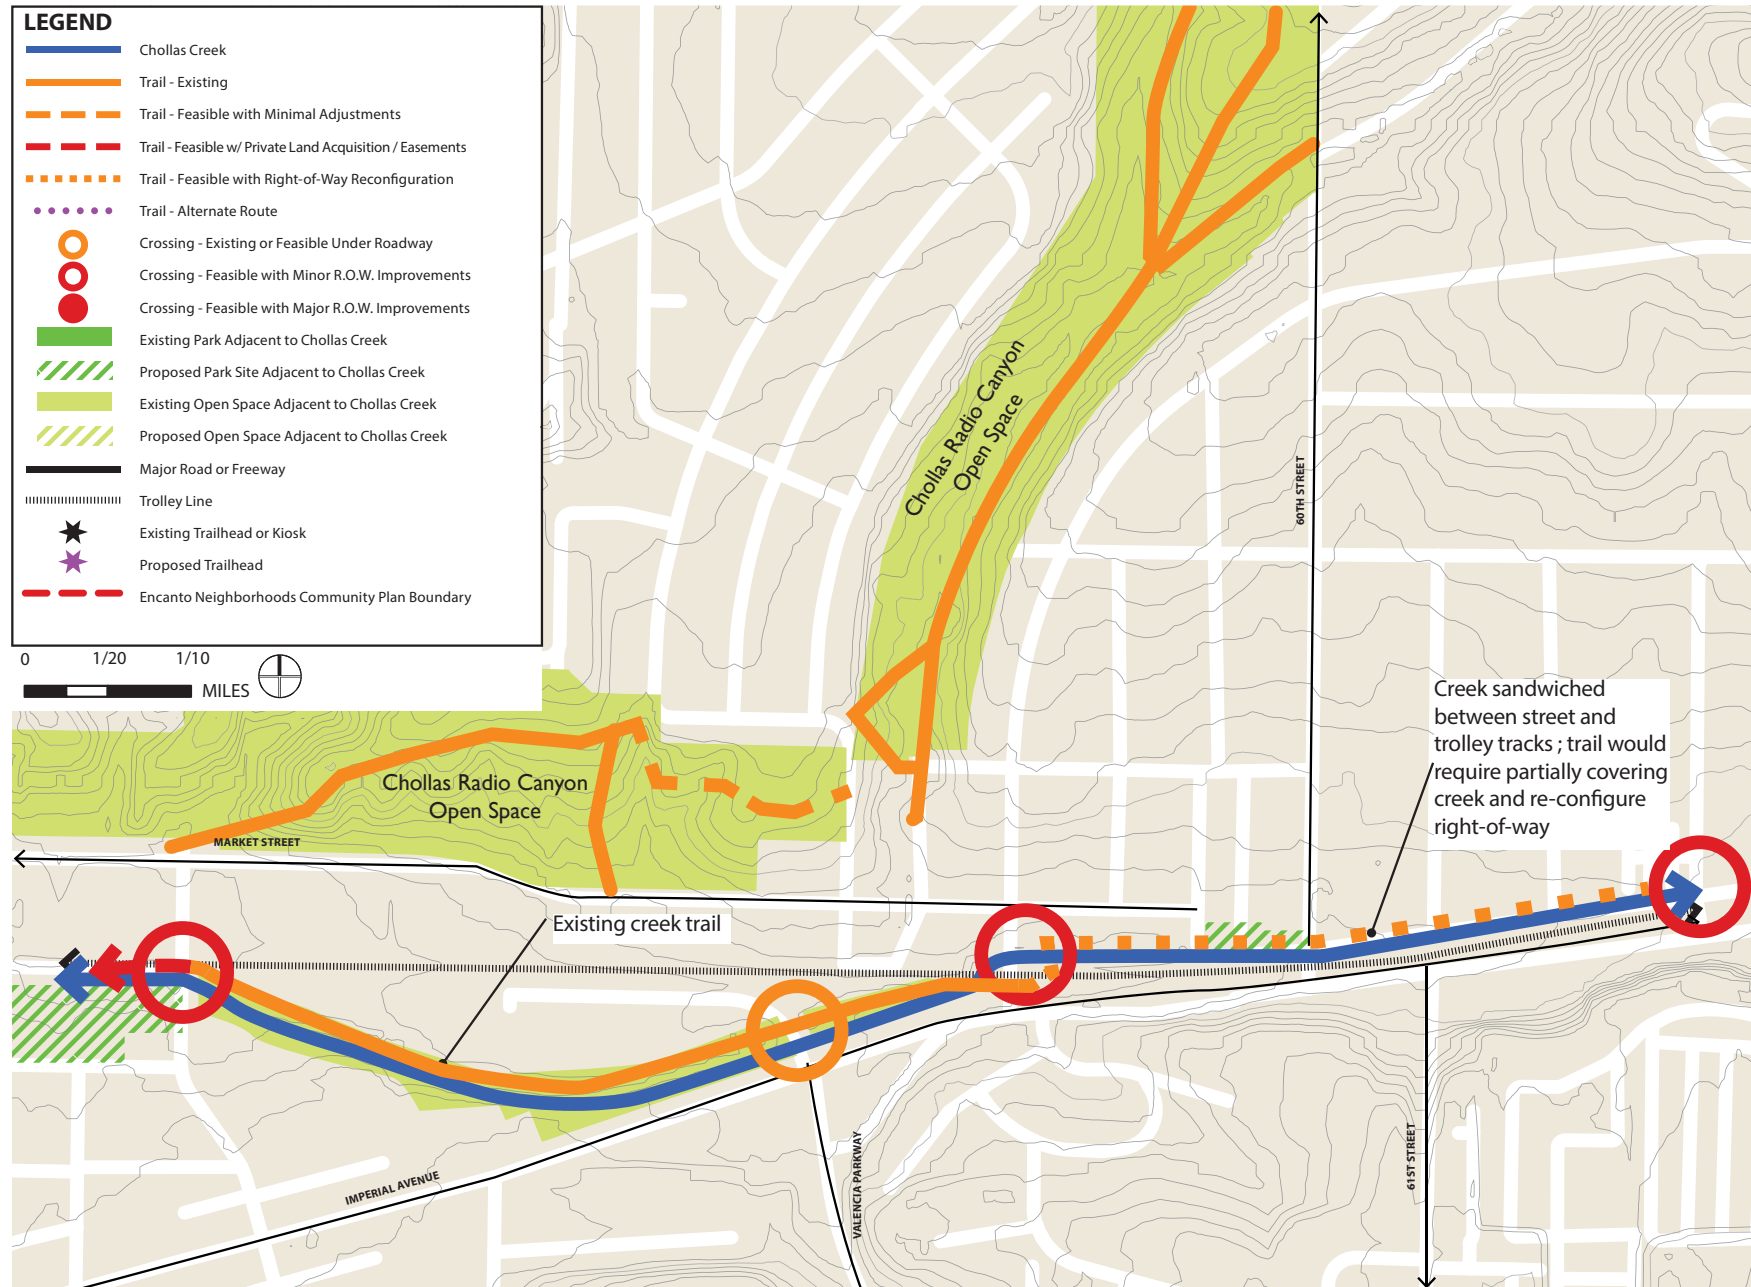 LEGEND
Chollas Creek
Trail - Existing
Trail - Feasible with Minimal Adjustments
Trail - Feasible w/ Private Land Acquisition / Easements
Trail - Feasible with Right-of-Way Reconfiguration
Trail - Alternate Route
Crossing - Existing or Feasible Under Roadway
Crossing - Feasible with Minor R.O.W. Improvements
Crossing - Feasible with Major R.O.W. Improvements
Existing Park Adjacent to Chollas Creek
Proposed Park Site Adjacent to Chollas Creek
Existing Open Space Adjacent to Chollas Creek
Proposed Open Space Adjacent to Chollas Creek
Major Road or Freeway
Trolley Line
Existing Trailhead or Kiosk
Proposed Trailhead
Encanto Neighborhoods Community Plan Boundary
0 1/20 1/10
MILES
Chollas Radio Canyon
Open Space
60TH STREET
Creek sandwiched
between street and
trolley tracks ; trail would
require partially covering
creek and re-configure
right-of-way
Chollas Radio Canyon
Open Space
MARKET STREET
Existing creek trail
IMPERIAL AVENUE
VALENCIA PARKWAY
61ST STREET